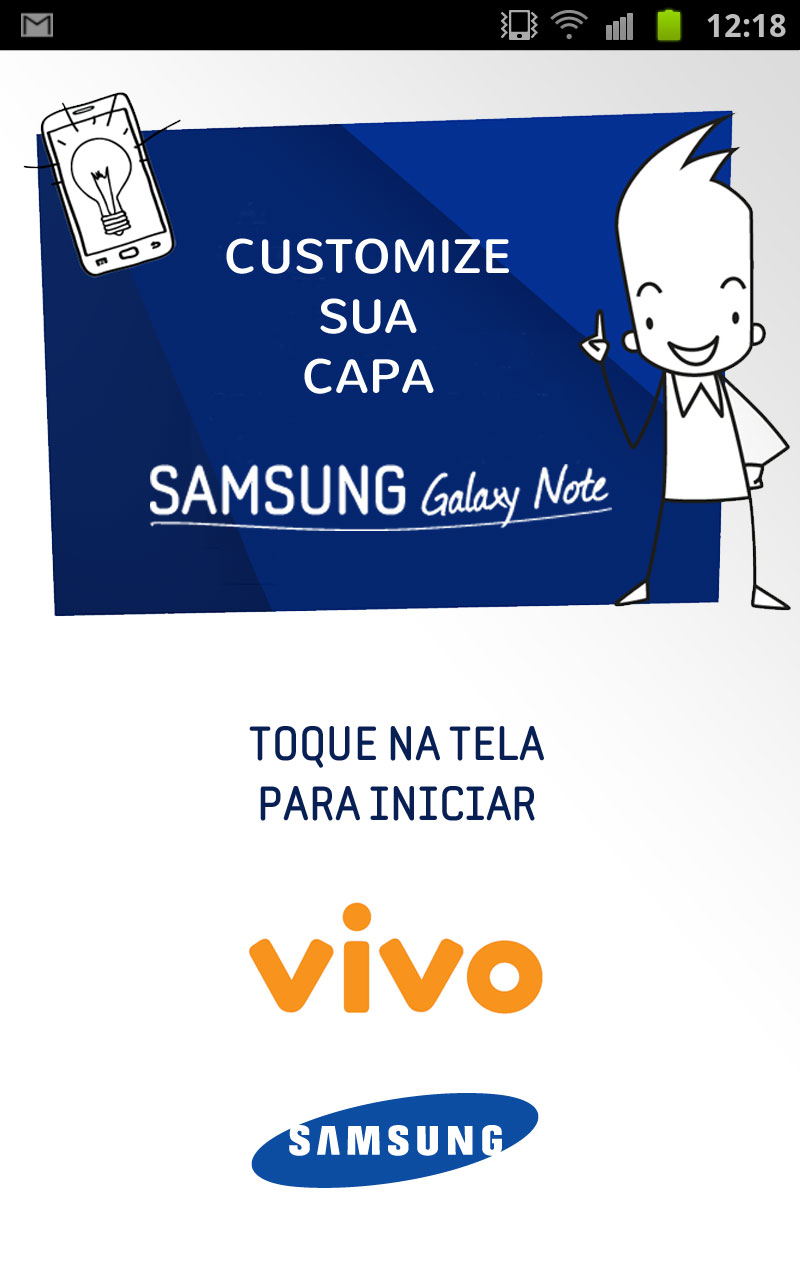 12:18
CUSTOMIZE
SUA
CAPA
SAMSUNG Galaxy Note
TOQUE NA TELA
PARA INICIAR
vivo
SAMSUNG